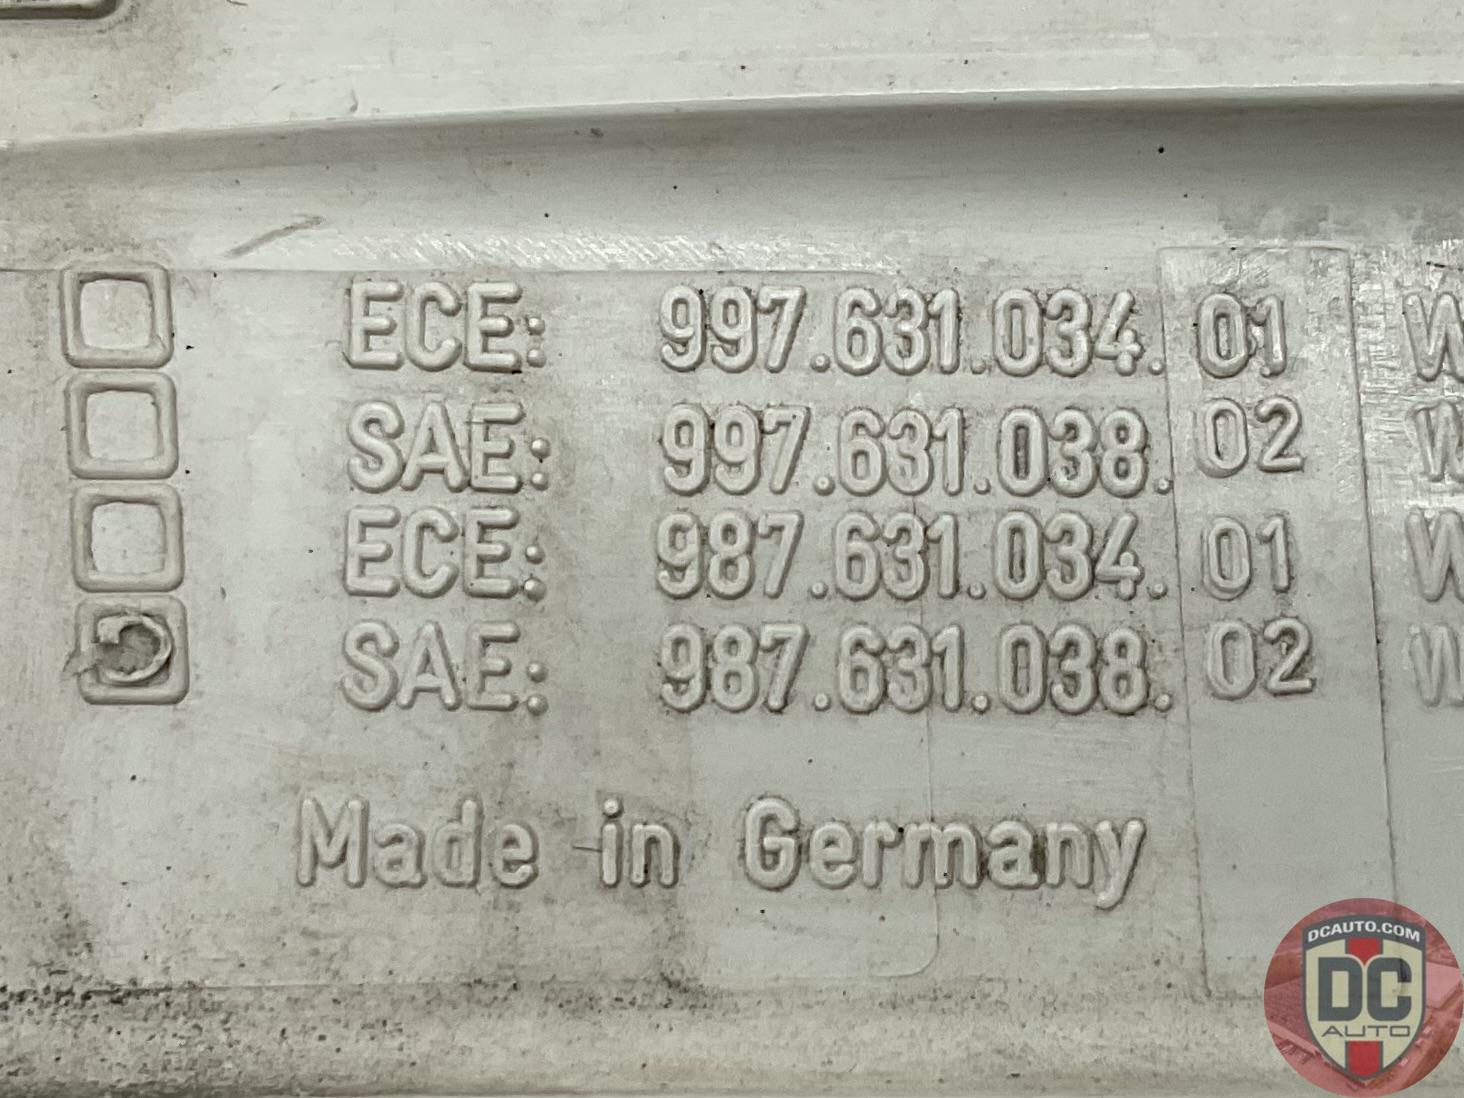 ECE: 997.631.034. 01 W
SAE: 997.631.038. 02 W
ECE: 987.631.034. 01 W
SAE: 987.631.038. 02 W
Made in Germany
DCAUTO.COM
DC
AUTO